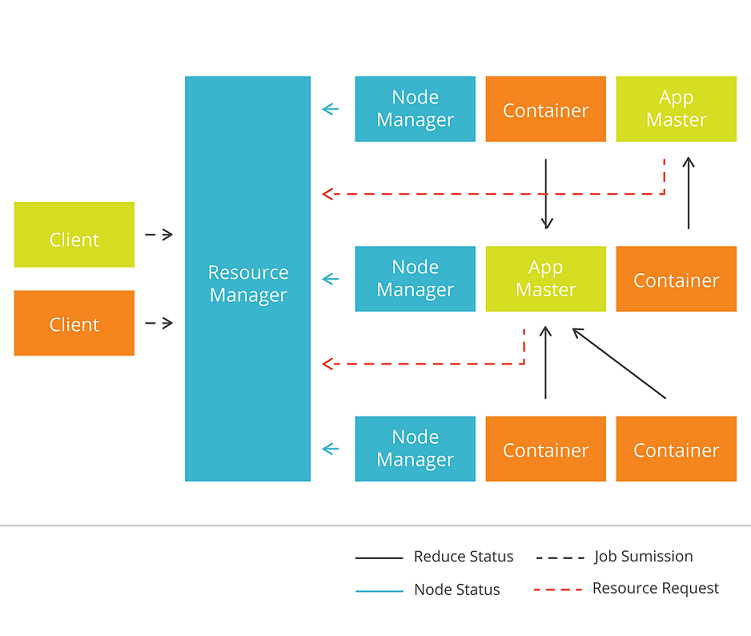 Node
Manager
Container
App
Master
Client
Client
Resource
Manager
Node
Manager
App
Master
Container
Node
Manager
Container
Container
Reduce Status
Job Sumission
Node Status
Resource Request